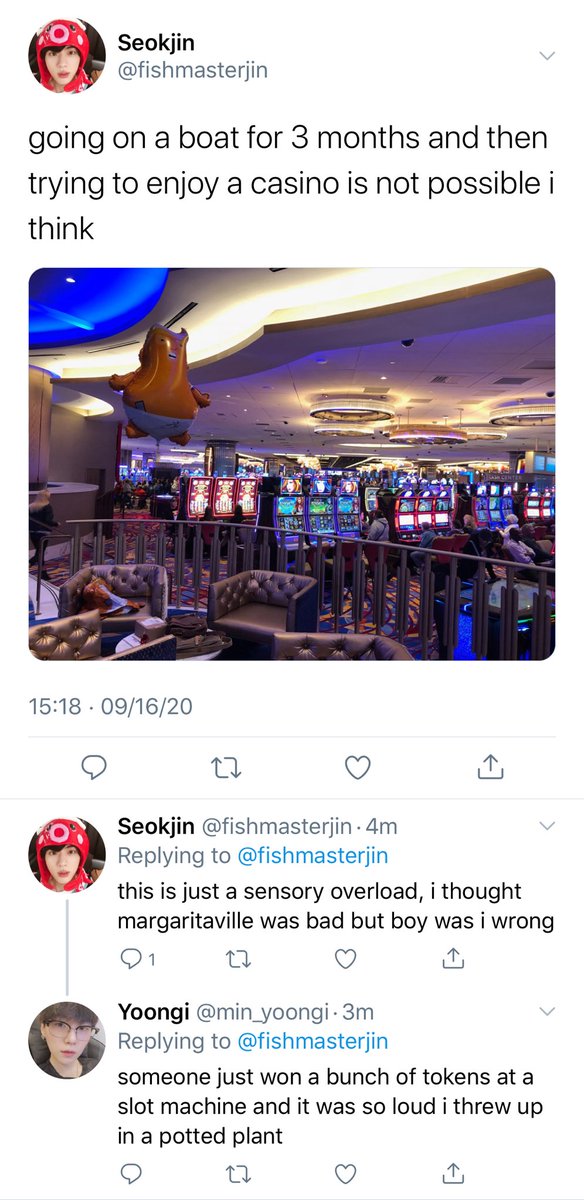 Seokjin
@fishmasterjin
going on a boat for 3 months and then
trying to enjoy a casino is not possible i
think
15:18 · 09/16/20
Seokjin @fishmasterjin · 4m
Replying to @fishmasterjin
this is just a sensory overload, i thought
margaritaville was bad but boy was i wrong
1
Yoongi @min_yoongi · 3m
Replying to @fishmasterjin
someone just won a bunch of tokens at a
slot machine and it was so loud i threw up
in a potted plant